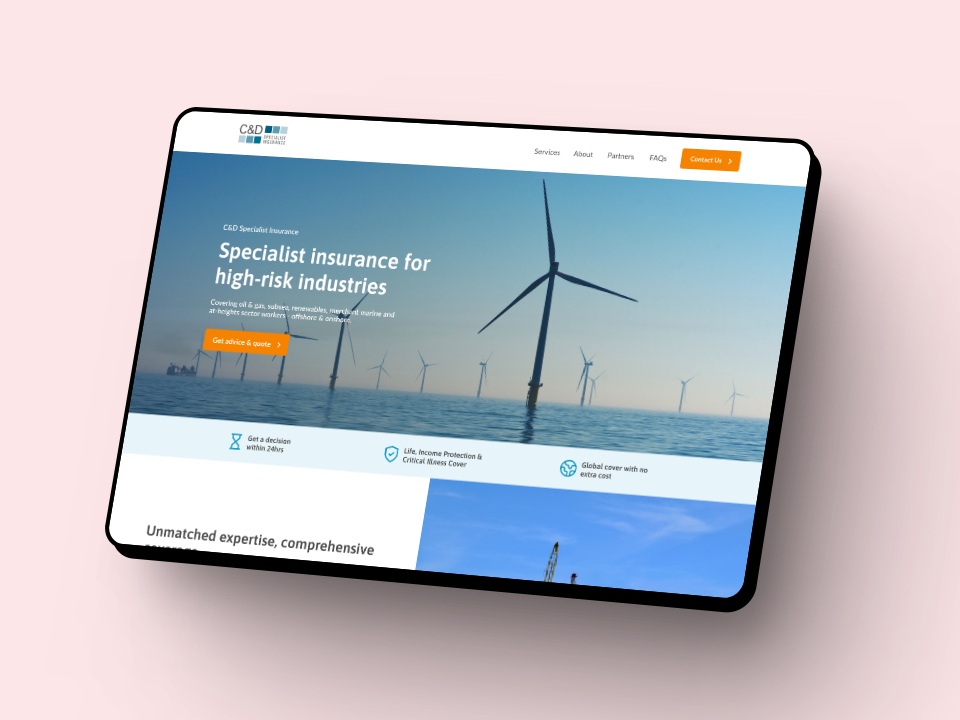 C&D
SPECIALIST
INSURANCE
Services
About
Partners
FAQs
Contact Us
C&D Specialist Insurance
Specialist insurance for
high-risk industries
Covering oil & gas, subsea, renewables, merchant marine and
at-heights sector workers - offshore & onshore.
Get advice & quote
Get a decision
within 24hrs
Life, Income Protection &
Critical Illness Cover
Global cover with no
extra cost
Unmatched expertise, comprehensive